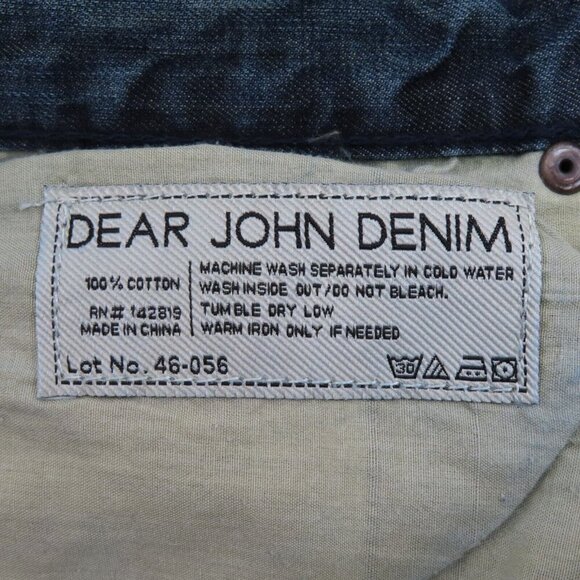 DEAR JOHN DENIM
100% COTTON
RN# 142819
MADE IN CHINA
MACHINE WASH SEPARATELY IN COLD WATER
WASH INSIDE OUT/DO NOT BLEACH.
TUMBLE DRY LOW
WARM IRON ONLY IF NEEDED
Lot No. 46-056
30